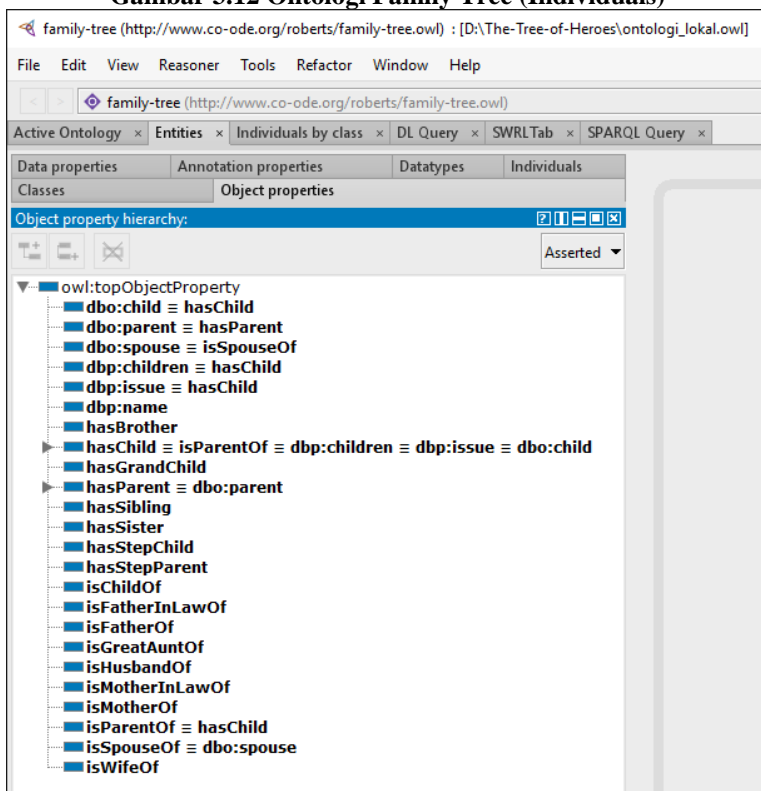 Gambar 3.12 Ontologi Family Tree (Individuals)
family-tree (http://www.co-ode.org/roberts/family-tree.owl) : [D:\The-Tree-of-Heroes\ontologi_lokal.owl]
File Edit View Reasoner Tools Refactor Window Help
< > family-tree (http://www.co-ode.org/roberts/family-tree.owl)
Active Ontology × Entities × Individuals by class × DL Query × SWRLTab × SPARQL Query ×
Data properties Annotation properties Datatypes Individuals
Classes Object properties
Object property hierarchy:
Asserted
owl:topObjectProperty
dbo:child ≡ hasChild
dbo:parent ≡ hasParent
dbo:spouse ≡ isSpouseOf
dbp:children ≡ hasChild
dbp:issue ≡ hasChild
dbp:name
hasBrother
hasChild ≡ isParentOf ≡ dbp:children ≡ dbp:issue ≡ dbo:child
hasGrandChild
hasParent ≡ dbo:parent
hasSibling
hasSister
hasStepChild
hasStepParent
isChildOf
isFatherInLawOf
isFatherOf
isGreatAuntOf
isHusbandOf
isMotherInLawOf
isMotherOf
isParentOf ≡ hasChild
isSpouseOf ≡ dbo:spouse
isWifeOf